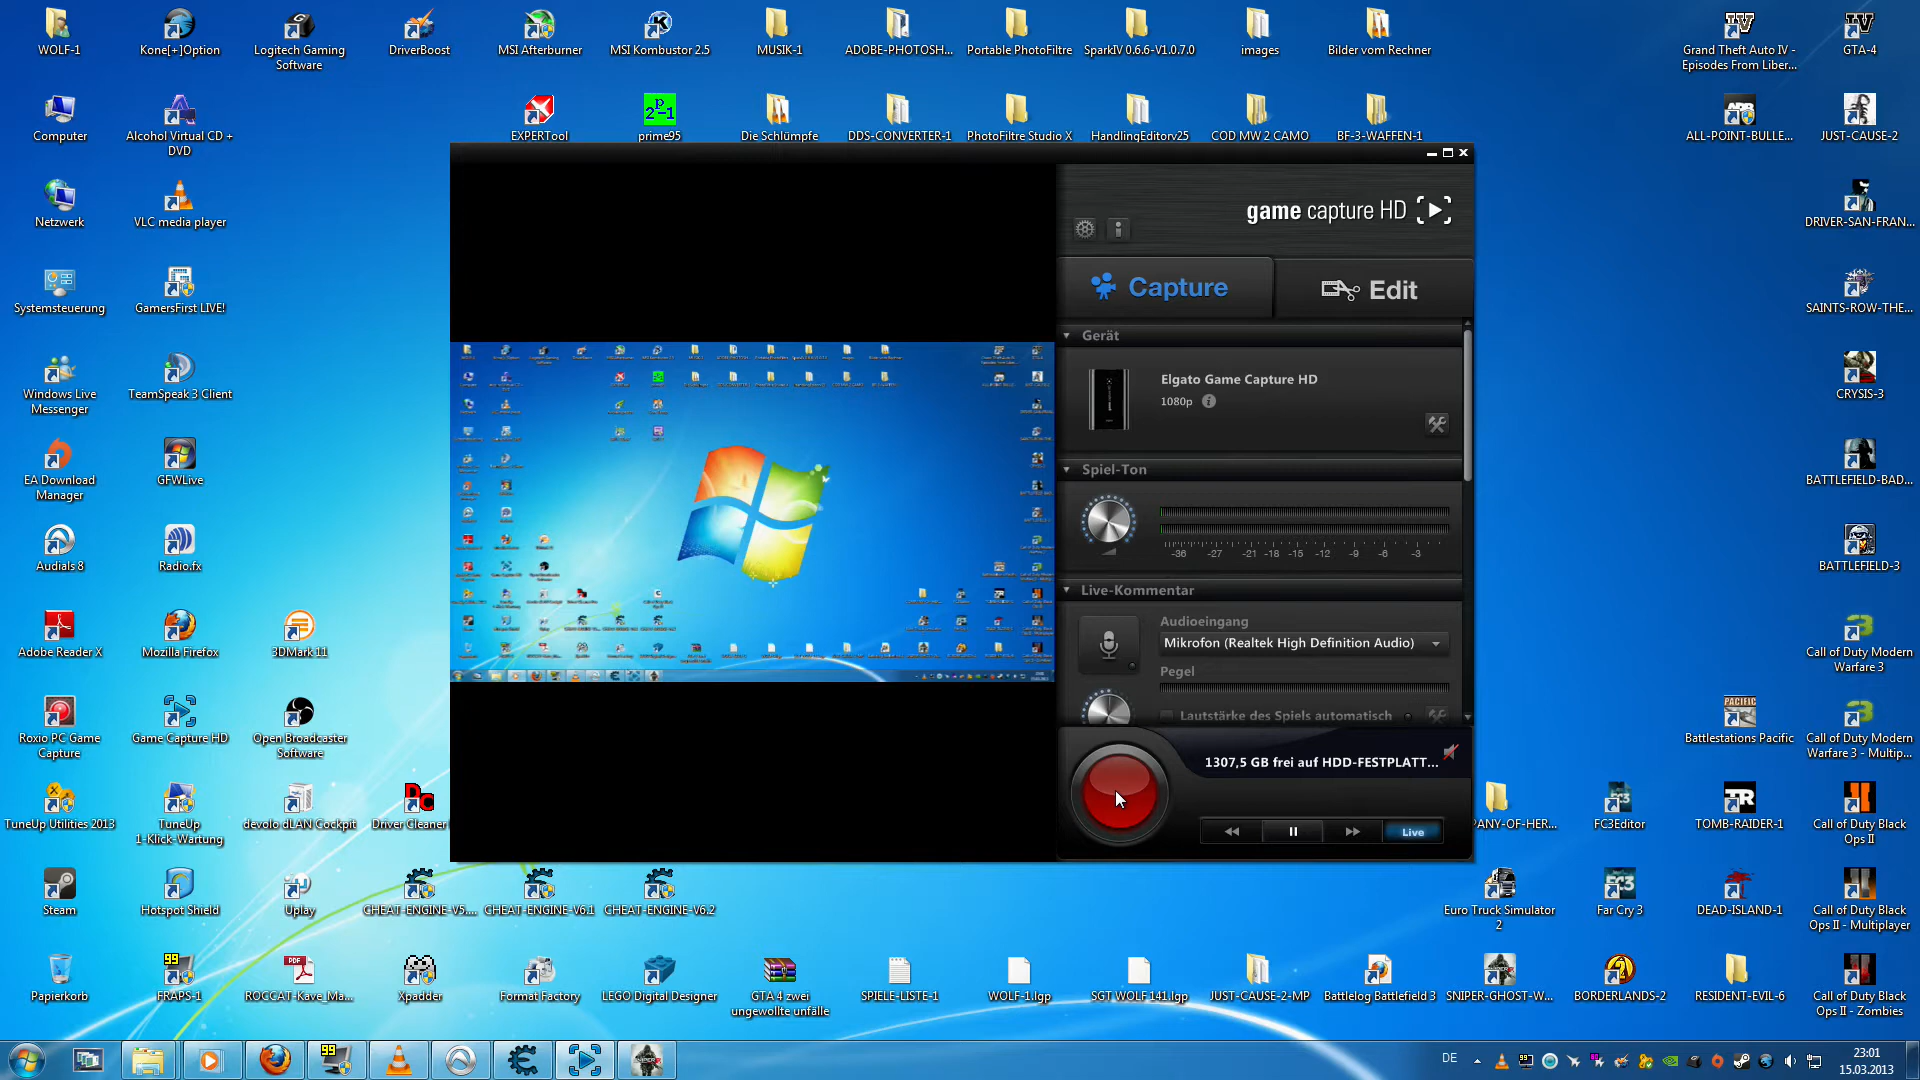 WOLF-1
Kone[+]Option
Logitech Gaming
Software
DriverBoost
MSI Afterburner
MSI Kombustor 2.5
MUSIK-1
ADOBE-PHOTOSH...
Portable PhotoFiltre
SparkIV 0.6.6-V1.0.7.0
images
Bilder vom Rechner
Grand Theft Auto IV -
Episodes From Liber...
GTA-4
Computer
Alcohol Virtual CD +
DVD
EXPERTool
prime95
Die Schlümpfe
DDS-CONVERTER-1
PhotoFiltre Studio X
HandlingEditorv25
COD MW 2 CAMO
BF-3-WAFFEN-1
ALL-POINT-BULLE...
JUST-CAUSE-2
Netzwerk
VLC media player
DRIVER-SAN-FRAN...
Systemsteuerung
GamersFirst LIVE!
SAINTS-ROW-THE...
Windows Live
Messenger
TeamSpeak 3 Client
CRYSIS-3
EA Download
Manager
GFWLive
BATTLEFIELD-BAD...
Audials 8
Radio.fx
BATTLEFIELD-3
Adobe Reader X
Mozilla Firefox
3DMark 11
Call of Duty Modern
Warfare 3
Roxio PC Game
Capture
Game Capture HD
Open Broadcaster
Software
PACIFIC
Battlestations Pacific
Call of Duty Modern
Warfare 3 - Multip...
TuneUp Utilities 2013
TuneUp
1-Klick-Wartung
devolo dLAN Cockpit
Driver Cleaner
PANY-OF-HER...
FC3Editor
TOMB-RAIDER-1
Call of Duty Black
Ops II
Steam
Hotspot Shield
Uplay
CHEAT-ENGINE-V5....
CHEAT-ENGINE-V6.1
CHEAT-ENGINE-V6.2
Euro Truck Simulator
2
Far Cry 3
DEAD-ISLAND-1
Call of Duty Black
Ops II - Multiplayer
Papierkorb
FRAPS-1
ROCCAT-Kave_Ma...
Xpadder
Format Factory
LEGO Digital Designer
GTA 4 zwei
ungewollte unfälle
SPIELE-LISTE-1
WOLF-1.lgp
SGT WOLF 141.lgp
JUST-CAUSE-2-MP
Battlelog Battlefield 3
SNIPER-GHOST-W...
BORDERLANDS-2
RESIDENT-EVIL-6
Call of Duty Black
Ops II - Zombies
game capture HD
Capture
Edit
Gerät
Elgato Game Capture HD
1080p
Spiel-Ton
-36 -27 -21 -18 -15 -12 -9 -6 -3
Live-Kommentar
Audioeingang
Mikrofon (Realtek High Definition Audio)
Pegel
Lautstärke des Spiels automatisch
1307,5 GB frei auf HDD-FESTPLATT...
Live
99
DE
23:01
15.03.2013